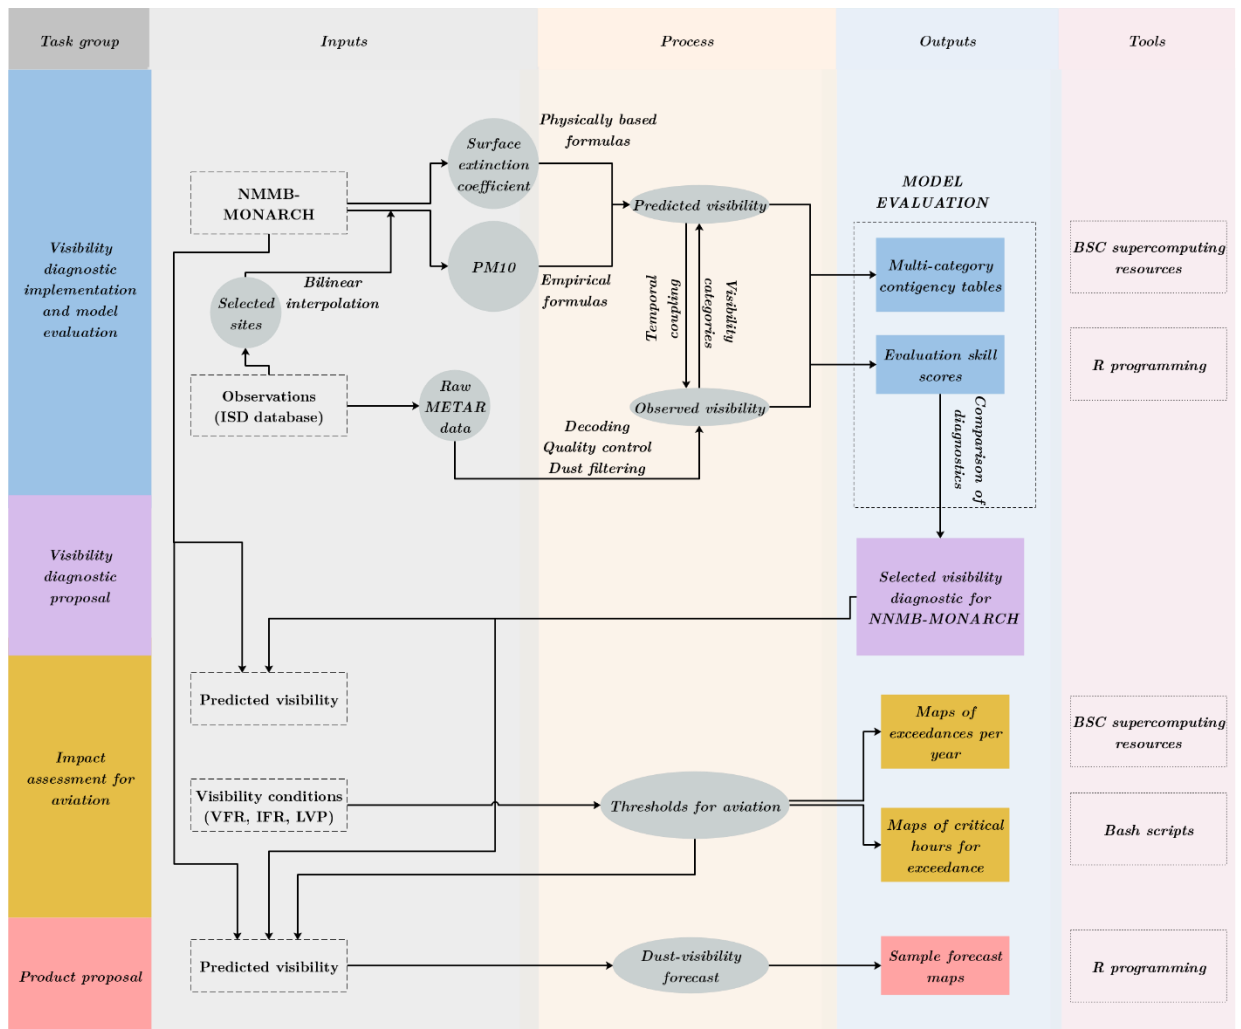 Task group
Inputs
Process
Outputs
Tools
Visibility
diagnostic
implementation
and model
evaluation
NMMB-
MONARCH
Selected
sites
Bilinear
interpolation
Observations
(ISD database)
Surface
extinction
coefficient
PM10
Raw
METAR
data
Physically based
formulas
Empirical
formulas
Predicted visibility
Temporal
coupling
Visibility
categories
Observed visibility
Decoding
Quality control
Dust filtering
MODEL
EVALUATION
Multi-category
contigency tables
Evaluation skill
scores
Comparison of
diagnostics
BSC supercomputing
resources
R programming
Visibility
diagnostic
proposal
Selected visibility
diagnostic for
NNMB-MONARCH
Impact
assessment for
aviation
Predicted visibility
Visibility conditions
(VFR, IFR, LVP)
Thresholds for aviation
Maps of
exceedances per
year
Maps of critical
hours for
exceedance
BSC supercomputing
resources
Bash scripts
Product proposal
Predicted visibility
Dust-visibility
forecast
Sample forecast
maps
R programming